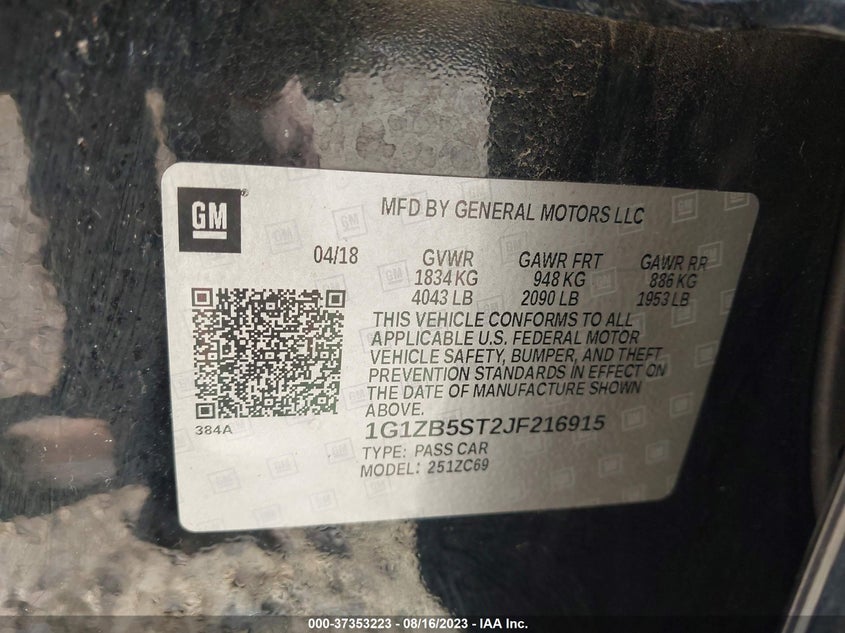 GM
MFD BY GENERAL MOTORS LLC
04/18 GVWR GAWR FRT GAWR RR
1834 KG 948 KG 886 KG
4043 LB 2090 LB 1953 LB
THIS VEHICLE CONFORMS TO ALL
APPLICABLE U.S. FEDERAL MOTOR
VEHICLE SAFETY, BUMPER, AND THEFT
PREVENTION STANDARDS IN EFFECT ON
THE DATE OF MANUFACTURE SHOWN
ABOVE.
384A
1G1ZB5ST2JF216915
TYPE: PASS CAR
MODEL: 251ZC69
000-37353223 - 08/16/2023 - IAA Inc.